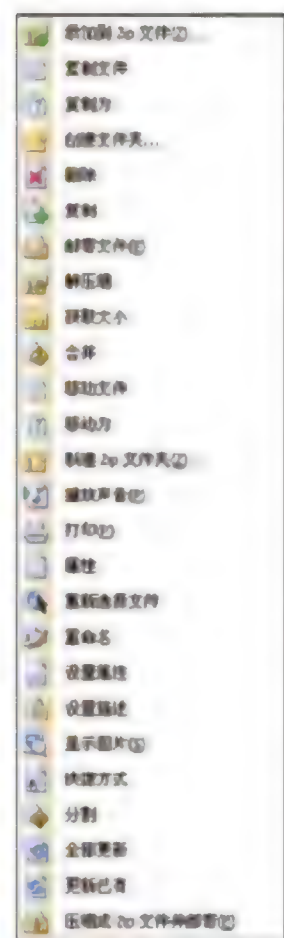 添加到 Zip 文件(Z)...
复制文件
复制为
创建文件夹...
删除
复制
邮寄文件(E)
解压缩
获取大小
合并
移动文件
移动为
新建 Zip 文件夹(Z)
播放声音(P)
打印(P)
属性
重新选择文件
重命名
设置属性
设置描述
显示图片(S)
快捷方式
分割
全部更新
更新已有
压缩成 Zip 文件并邮寄(E)